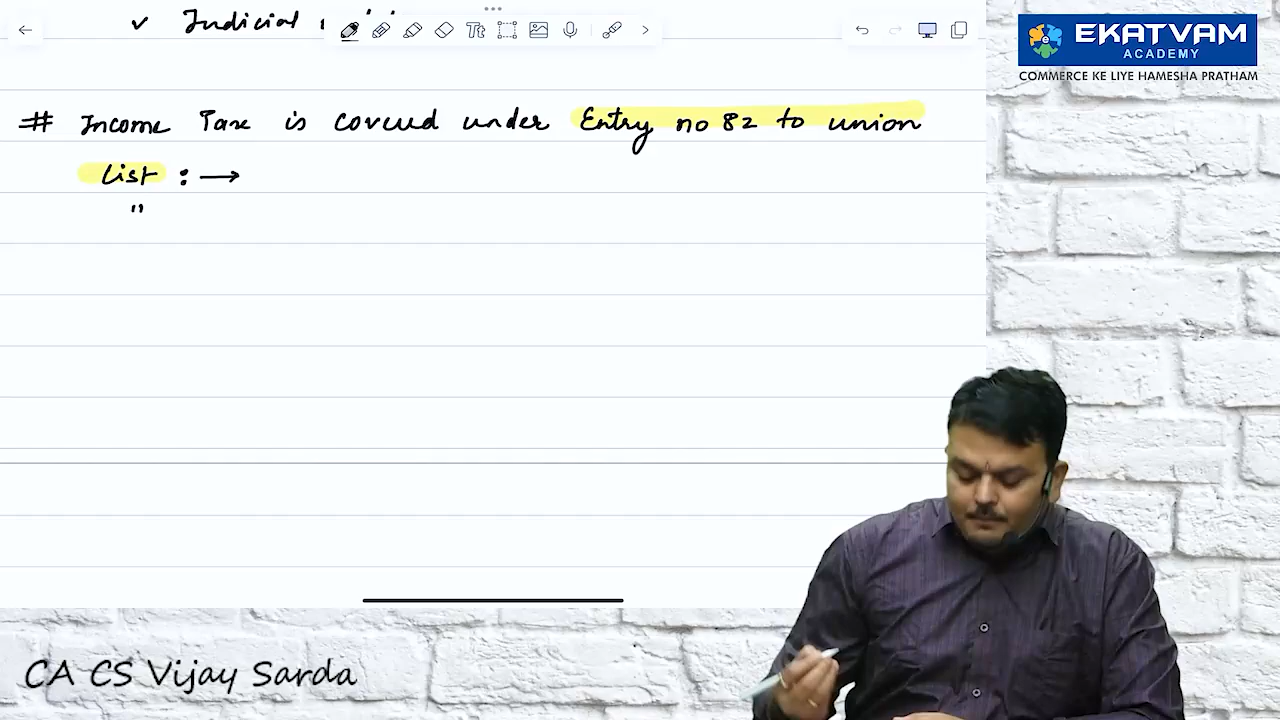 ✓ Judicial
Tt
EKATVAM
ACADEMY
COMMERCE KE LIYE HAMESHA PRATHAM
# Income Tax is covered under Entry no 82 to union
list : →
"
CA CS Vijay Sarda